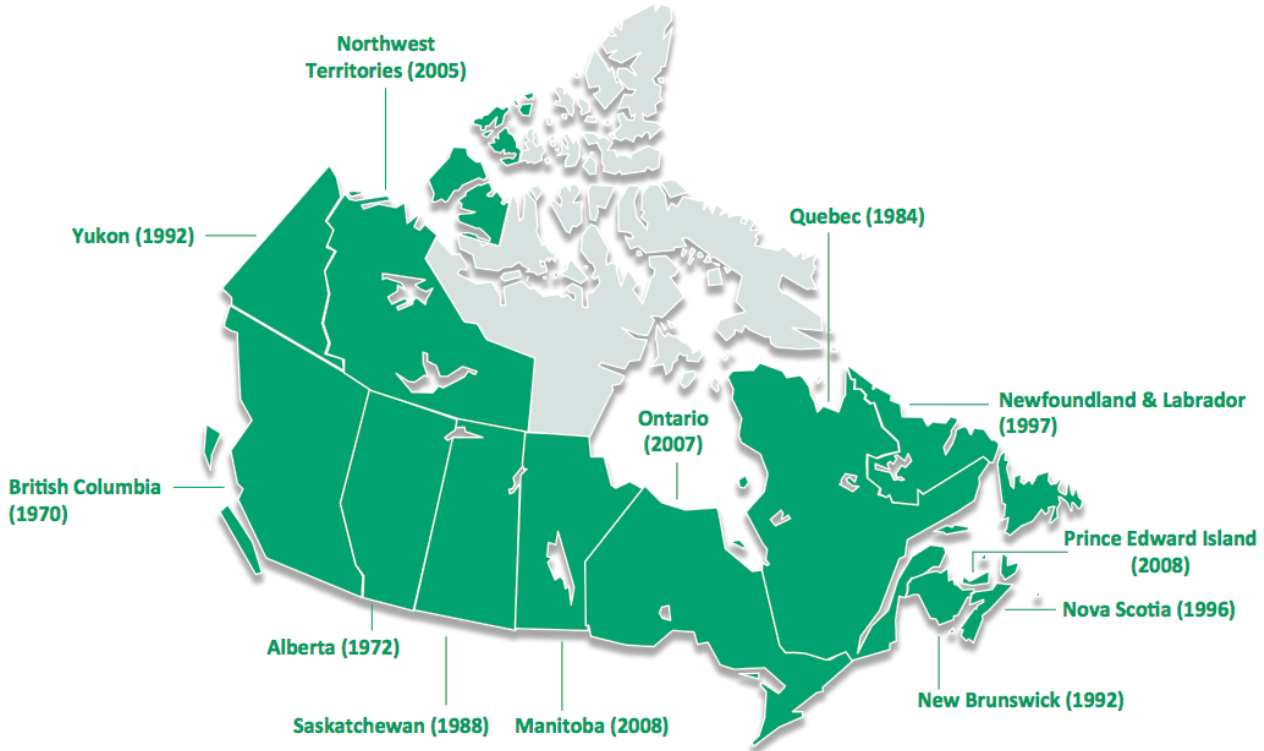 Northwest
Territories (2005)
Quebec (1984)
Yukon (1992)
Newfoundland & Labrador
(1997)
Ontario
(2007)
British Columbia
(1970)
Prince Edward Island
(2008)
Nova Scotia (1996)
Alberta (1972)
New Brunswick (1992)
Saskatchewan (1988)
Manitoba (2008)